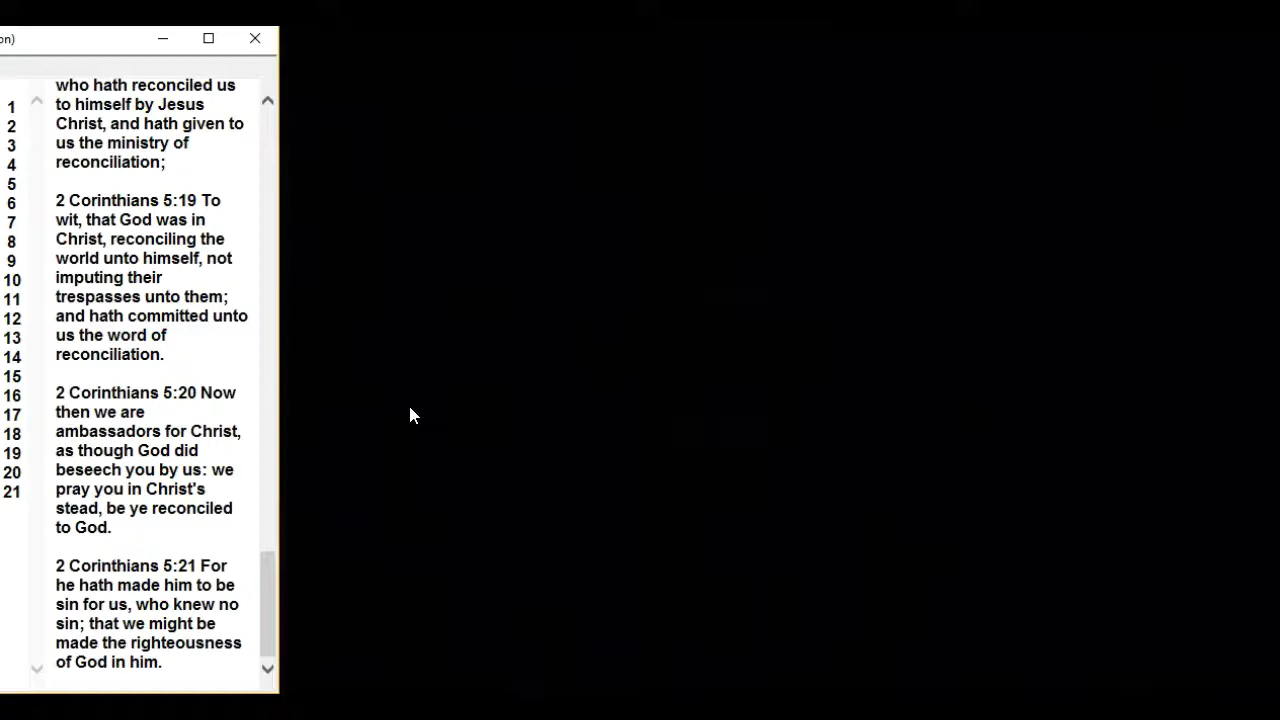 on)
who hath reconciled us
to himself by Jesus
Christ, and hath given to
us the ministry of
reconciliation;
2 Corinthians 5:19 To
wit, that God was in
Christ, reconciling the
world unto himself, not
imputing their
trespasses unto them;
and hath committed unto
us the word of
reconciliation.
2 Corinthians 5:20 Now
then we are
ambassadors for Christ,
as though God did
beseech you by us: we
pray you in Christ's
stead, be ye reconciled
to God.
2 Corinthians 5:21 For
he hath made him to be
sin for us, who knew no
sin; that we might be
made the righteousness
of God in him.
1
2
3
4
5
6
7
8
9
10
11
12
13
14
15
16
17
18
19
20
21